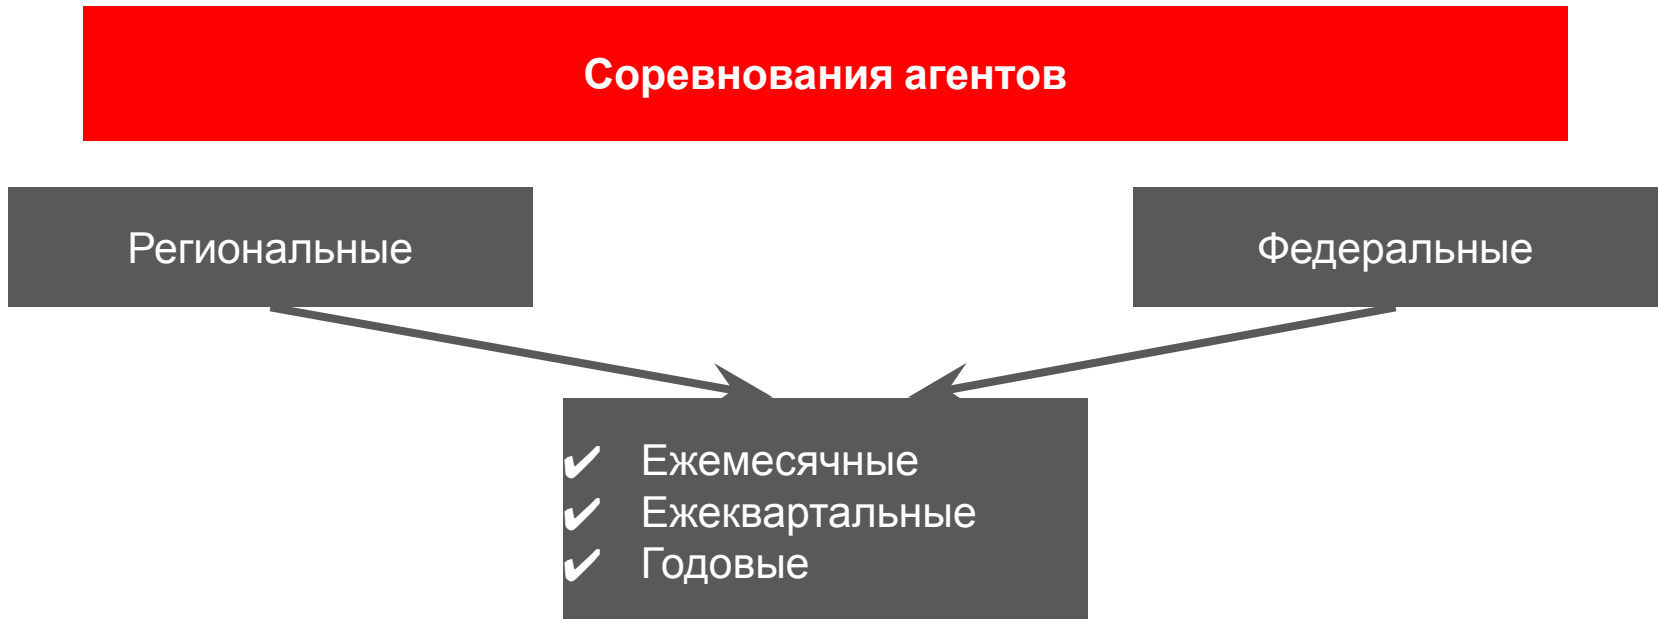 Соревнования агентов
Региональные
Федеральные
✔ Ежемесячные
✔ Ежеквартальные
✔ Годовые